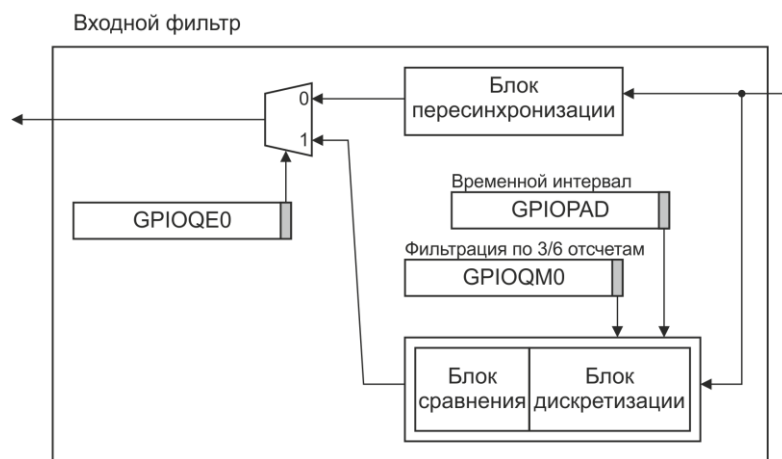 Входной фильтр
Блок
пересинхронизации
0
1
Временной интервал
GPIOPAD
GPIOQE0
Фильтрация по 3/6 отсчетам
GPIOQM0
Блок
сравнения
Блок
дискретизации